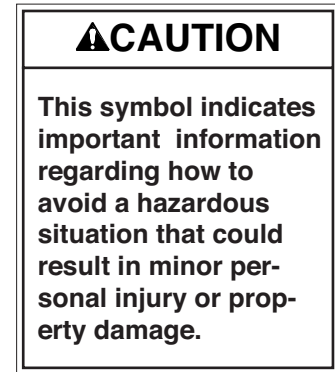 ⚠CAUTION
This symbol indicates
important information
regarding how to
avoid a hazardous
situation that could
result in minor per-
sonal injury or prop-
erty damage.